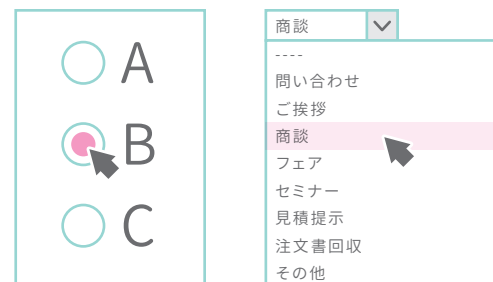 A
B
C
商談
----
問い合わせ
ご挨拶
商談
フェア
セミナー
見積提示
注文書回収
その他